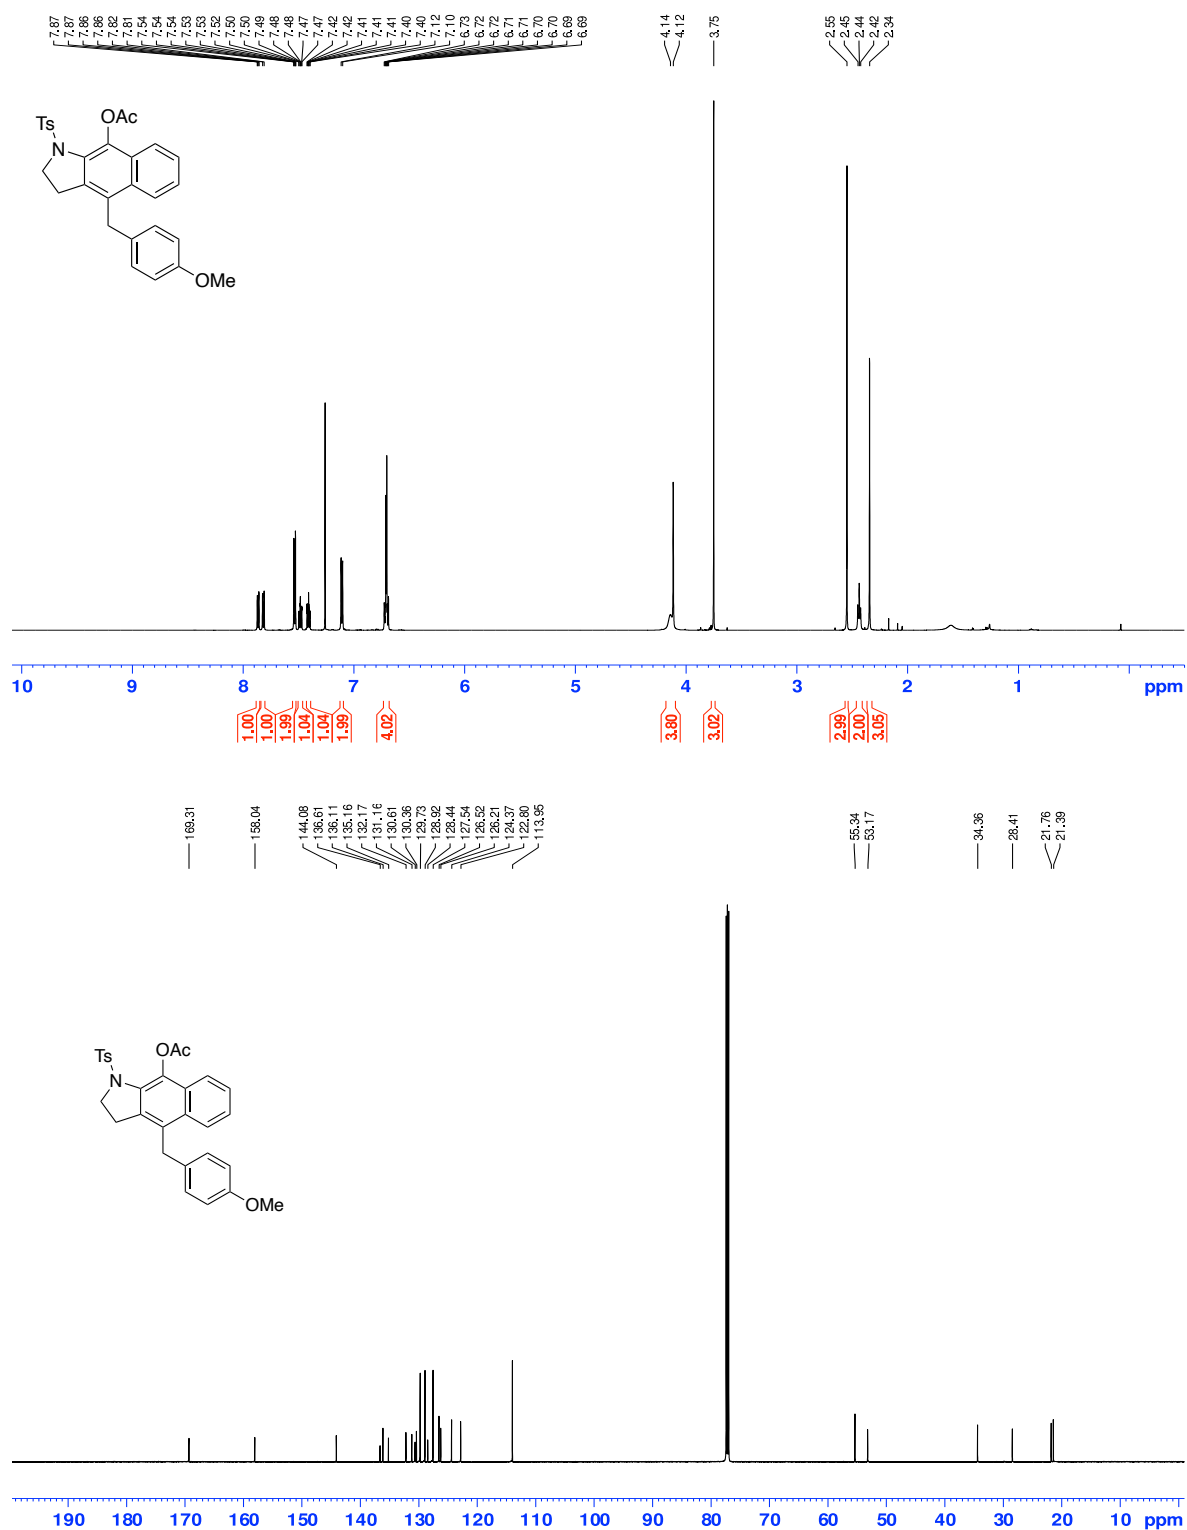 7.87 7.87 7.86 7.86 7.82 7.81 7.54 7.54 7.54 7.53 7.53 7.52 7.50 7.50 7.49 7.48 7.48 7.47 7.47 7.42 7.42 7.41 7.41 7.41 7.40 7.40 7.12 7.10 6.73 6.72 6.72 6.71 6.71 6.70 6.70 6.69 6.69 4.14 4.12 3.75 2.55 2.45 2.44 2.42 2.34
OAc
Ts
N
OMe
10 9 8 7 6 5 4 3 2 1 ppm
1.00 1.00 1.99 1.04 1.04 1.99 4.02 3.80 3.02 2.99 2.00 3.05
169.31 158.04 144.08 136.61 136.11 135.16 132.17 131.16 130.61 130.36 129.73 128.92 128.44 127.54 126.52 126.21 124.37 122.80 113.95 55.34 53.17 34.36 28.41 21.76 21.39
OAc
Ts
N
OMe
190 180 170 160 150 140 130 120 110 100 90 80 70 60 50 40 30 20 10 ppm